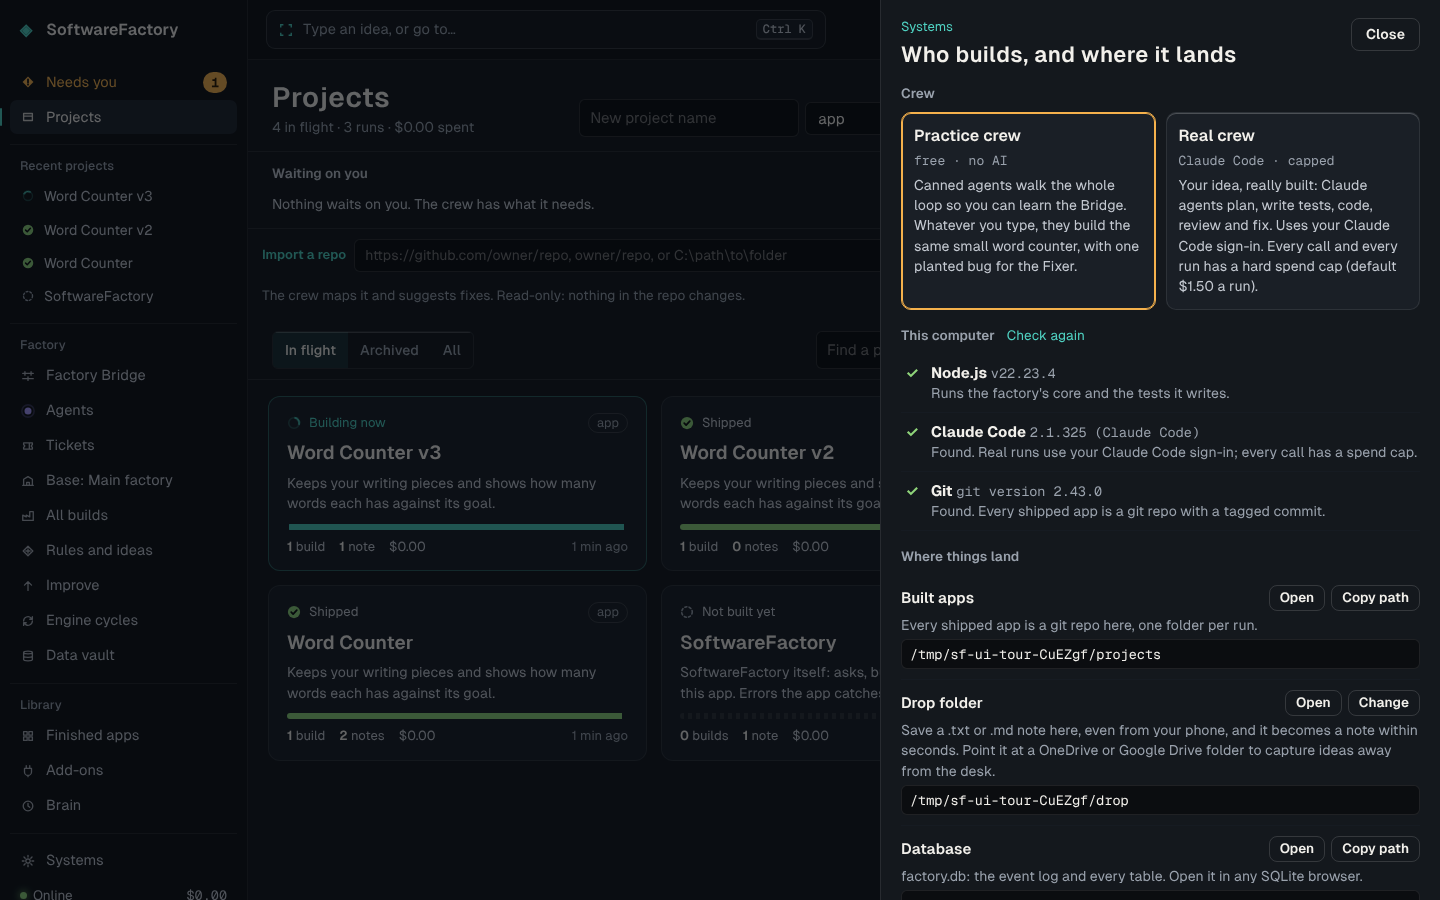 SoftwareFactory
Needs you
1
Projects
Recent projects
Word Counter v3
Word Counter v2
Word Counter
SoftwareFactory
Factory
Factory Bridge
Agents
Tickets
Base: Main factory
All builds
Rules and ideas
Improve
Engine cycles
Data vault
Library
Finished apps
Add-ons
Brain
Systems
Online
$0.00
Type an idea, or go to…
Ctrl K
Projects
4 in flight · 3 runs · $0.00 spent
New project name
app
Waiting on you
Nothing waits on you. The crew has what it needs.
Import a repo
https://github.com/owner/repo, owner/repo, or C:\path\to\folder
The crew maps it and suggests fixes. Read-only: nothing in the repo changes.
In flight
Archived
All
Find a p
Building now
app
Word Counter v3
Keeps your writing pieces and shows how many
words each has against its goal.
1 build 1 note $0.00
1 min ago
Shipped
Word Counter v2
Keeps your writing pieces and s
words each has against its goa
1 build 0 notes $0.00
Shipped
app
Word Counter
Keeps your writing pieces and shows how many
words each has against its goal.
1 build 2 notes $0.00
1 min ago
Not built yet
SoftwareFactory
SoftwareFactory itself: asks, b
this app. Errors the app catche
0 builds 1 note $0.00
Systems
Who builds, and where it lands
Close
Crew
Practice crew
free · no AI
Canned agents walk the whole
loop so you can learn the Bridge.
Whatever you type, they build the
same small word counter, with one
planted bug for the Fixer.
Real crew
Claude Code · capped
Your idea, really built: Claude
agents plan, write tests, code,
review and fix. Uses your Claude
Code sign-in. Every call and every
run has a hard spend cap (default
$1.50 a run).
This computer
Check again
Node.js v22.23.4
Runs the factory's core and the tests it writes.
Claude Code 2.1.325 (Claude Code)
Found. Real runs use your Claude Code sign-in; every call has a spend cap.
Git git version 2.43.0
Found. Every shipped app is a git repo with a tagged commit.
Where things land
Built apps
Open
Copy path
Every shipped app is a git repo here, one folder per run.
/tmp/sf-ui-tour-CuEZgf/projects
Drop folder
Open
Change
Save a .txt or .md note here, even from your phone, and it becomes a note within
seconds. Point it at a OneDrive or Google Drive folder to capture ideas away
from the desk.
/tmp/sf-ui-tour-CuEZgf/drop
Database
Open
Copy path
factory.db: the event log and every table. Open it in any SQLite browser.